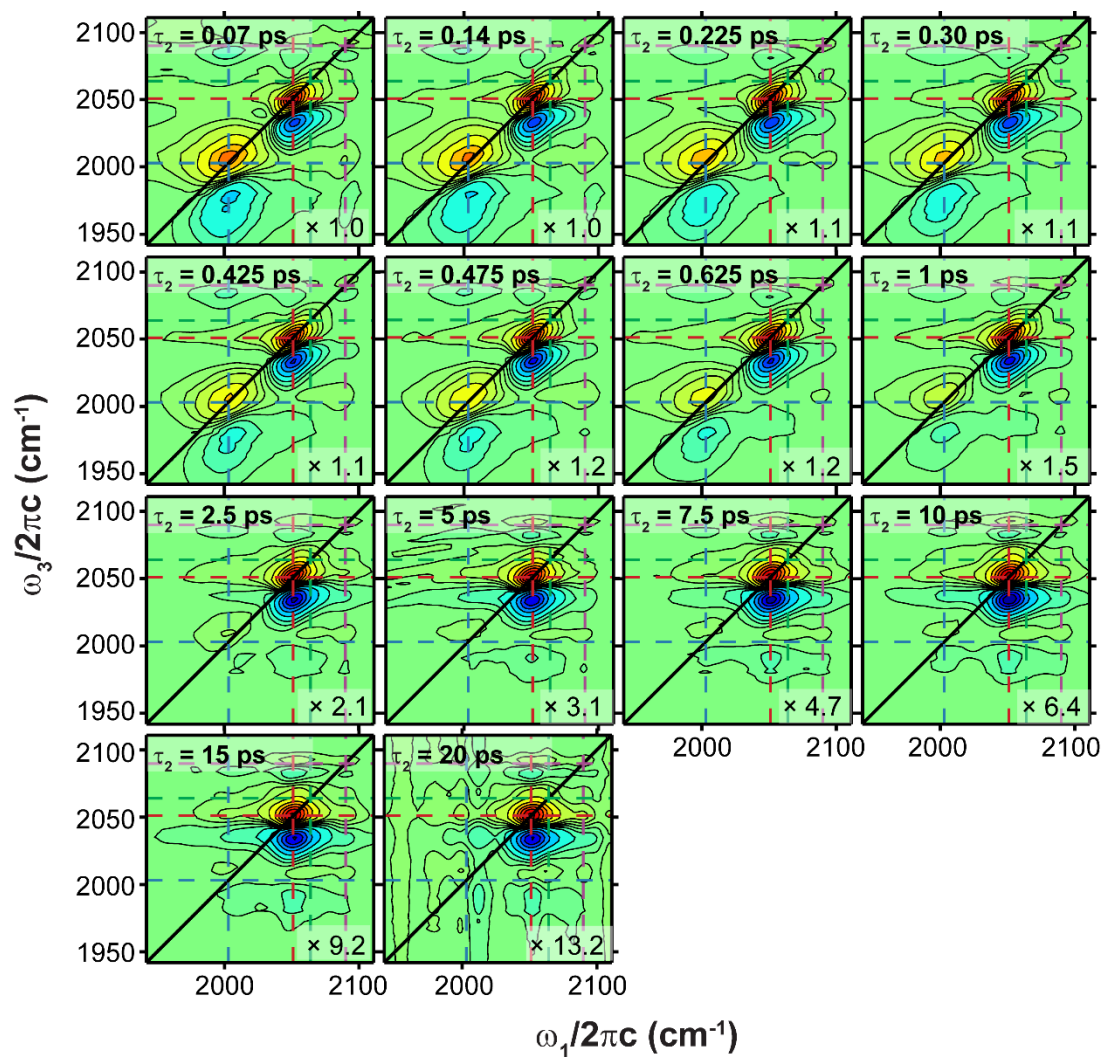 2100
2050
2000
1950
τ2 = 0.07 ps
τ2 = 0.14 ps
τ2 = 0.225 ps
τ2 = 0.30 ps
× 1.0
× 1.0
× 1.1
× 1.1
2100
2050
2000
1950
τ2 = 0.425 ps
τ2 = 0.475 ps
τ2 = 0.625 ps
τ2 = 1 ps
× 1.1
× 1.2
× 1.2
× 1.5
ω3/2πc (cm-1)
2100
2050
2000
1950
τ2 = 2.5 ps
τ2 = 5 ps
τ2 = 7.5 ps
τ2 = 10 ps
× 2.1
× 3.1
× 4.7
× 6.4
2000 2100 2000 2100
2100
2050
2000
1950
τ2 = 15 ps
τ2 = 20 ps
× 9.2
× 13.2
2000 2100 2000 2100
ω1/2πc (cm-1)